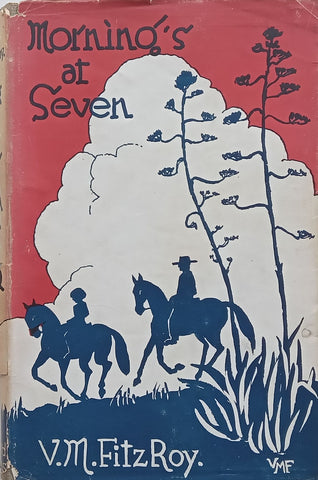 Morning's
at
Seven
V.M. FitzRoy.
VMF